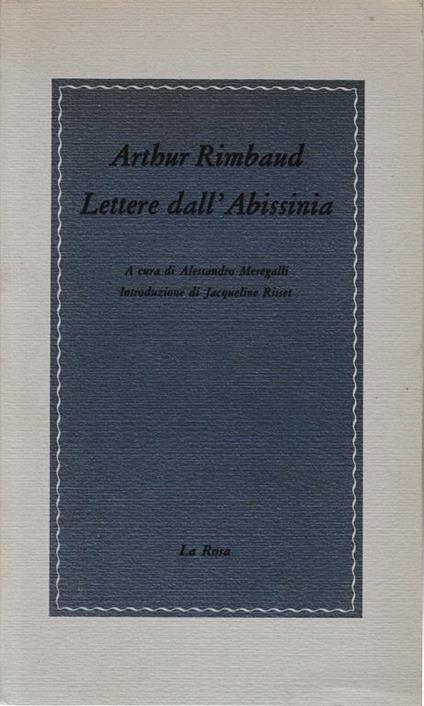 Arthur Rimbaud
Lettere dall'Abissinia
A cura di Alessandro Meregalli
Introduzione di Jacqueline Risset
La Rosa